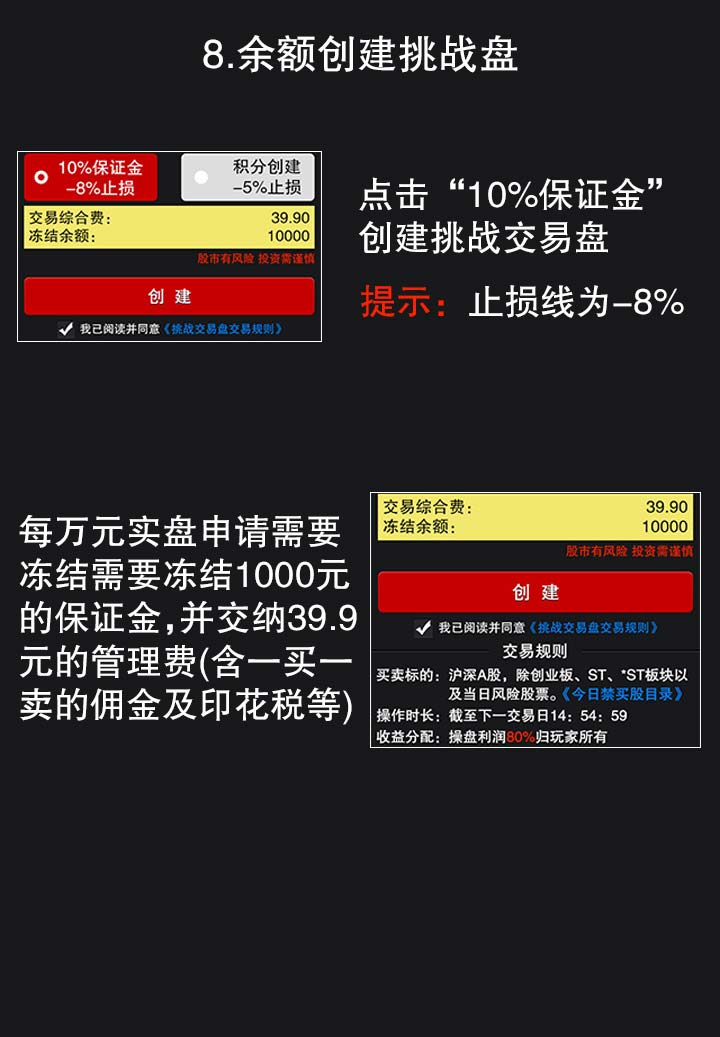 8.余额创建挑战盘
10%保证金
-8%止损
积分创建
-5%止损
交易综合费：
39.90
冻结余额：
10000
股市有风险 投资需谨慎
创 建
我已阅读并同意《挑战交易盘交易规则》
点击“10%保证金”
创建挑战交易盘
提示：止损线为-8%
每万元实盘申请需要
冻结需要冻结1000元
的保证金,并交纳39.9
元的管理费(含一买一
卖的佣金及印花税等)
交易综合费：
39.90
冻结余额：
10000
股市有风险 投资需谨慎
创 建
我已阅读并同意《挑战交易盘交易规则》
交易规则
买卖标的：沪深A股，除创业板、ST、*ST板块以
及当日风险股票。《今日禁买股目录》
操作时长：截至下一交易日14：54：59
收益分配：操盘利润80%归玩家所有